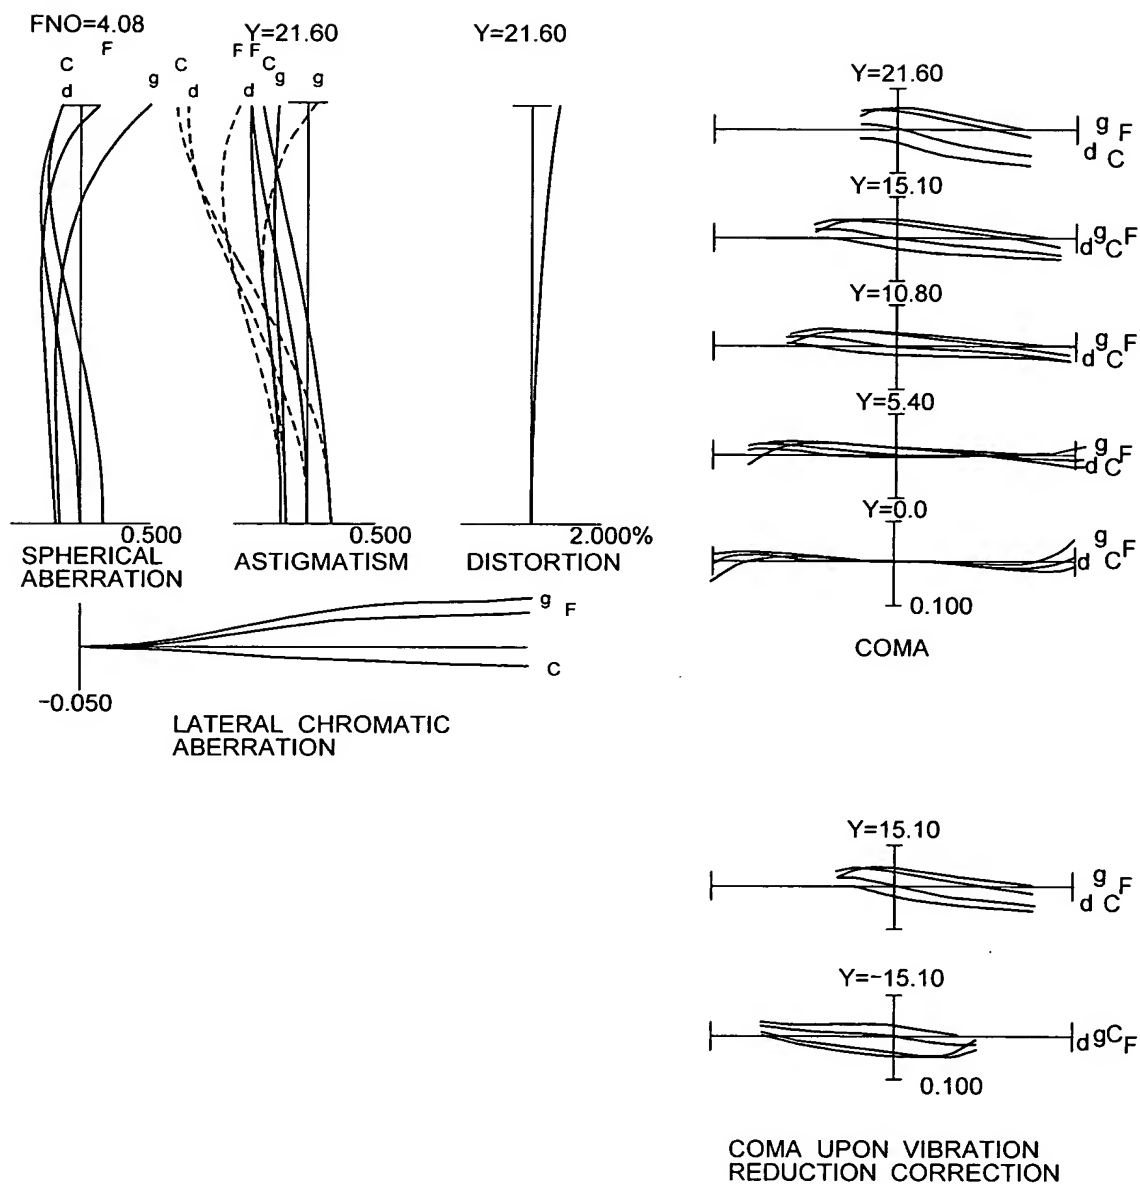 FNO=4.08
Y=21.60
Y=21.60
C
F
d
g
C
d
F F
C
d
g
g
0.500
0.500
2.000%
SPHERICAL
ABERRATION
ASTIGMATISM
DISTORTION
g
F
C
-0.050
LATERAL CHROMATIC
ABERRATION
Y=21.60
g F
d C
Y=15.10
d g C F
Y=10.80
g F
d C
Y=5.40
g F
d C
Y=0.0
g F
d C
0.100
COMA
Y=15.10
g F
d C
Y=-15.10
d g C F
0.100
COMA UPON VIBRATION
REDUCTION CORRECTION